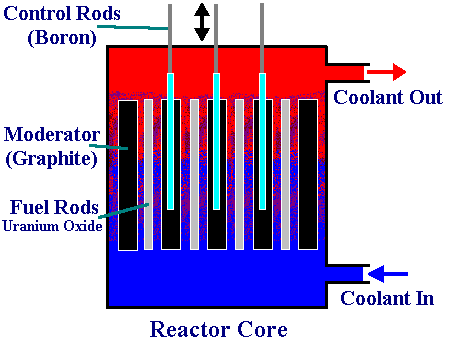 Control Rods
(Boron)
Coolant Out
Moderator
(Graphite)
Fuel Rods
Uranium Oxide
Coolant In
Reactor Core